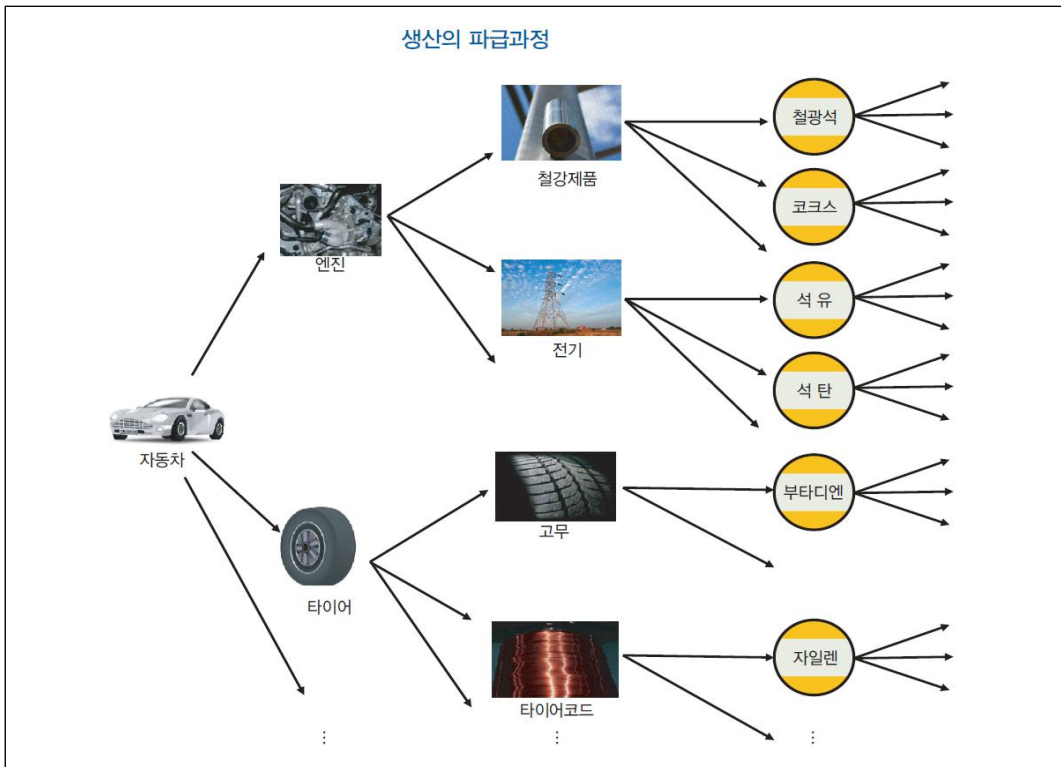 생산의 파급과정
철광석
철강제품
코크스
엔진
석 유
전기
석 탄
자동차
부타디엔
고무
타이어
자일렌
타이어코드
⋮
⋮
⋮